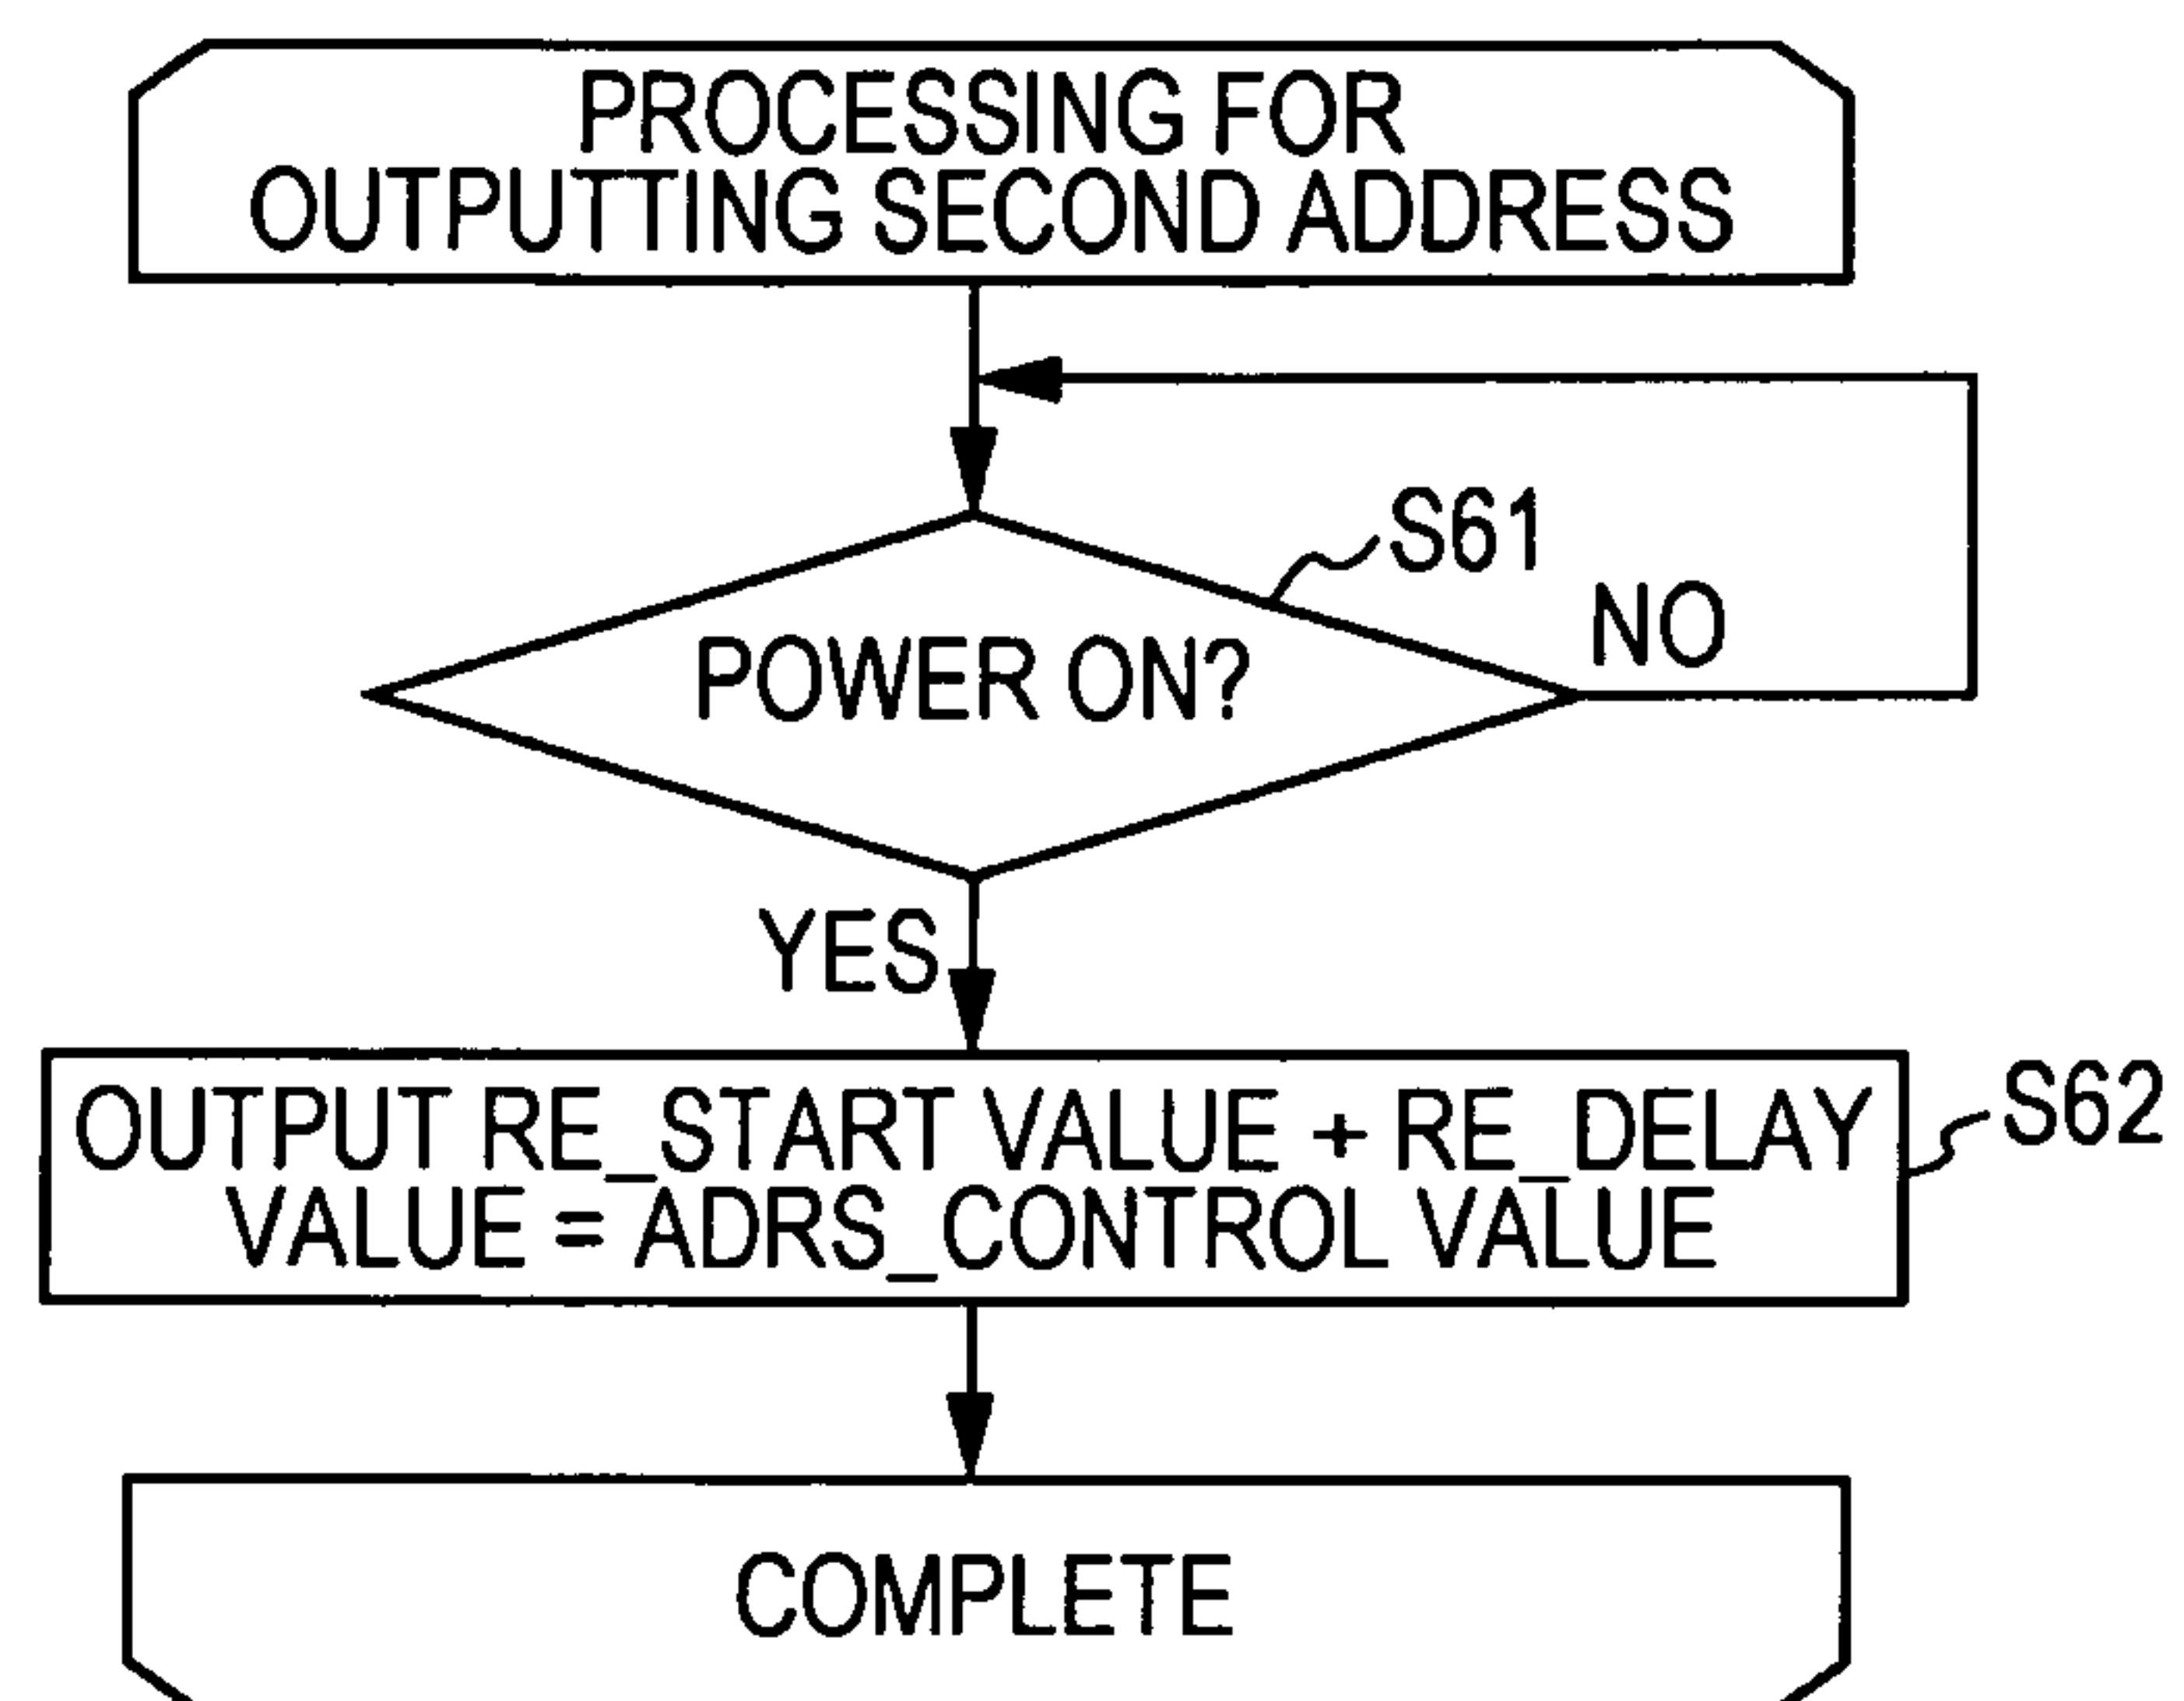 PROCESSING FOR
OUTPUTTING SECOND ADDRESS
S61
NO
POWER ON?
YES
OUTPUT RE_START VALUE + RE_DELAY
VALUE = ADRS_CONTROL VALUE
S62
COMPLETE